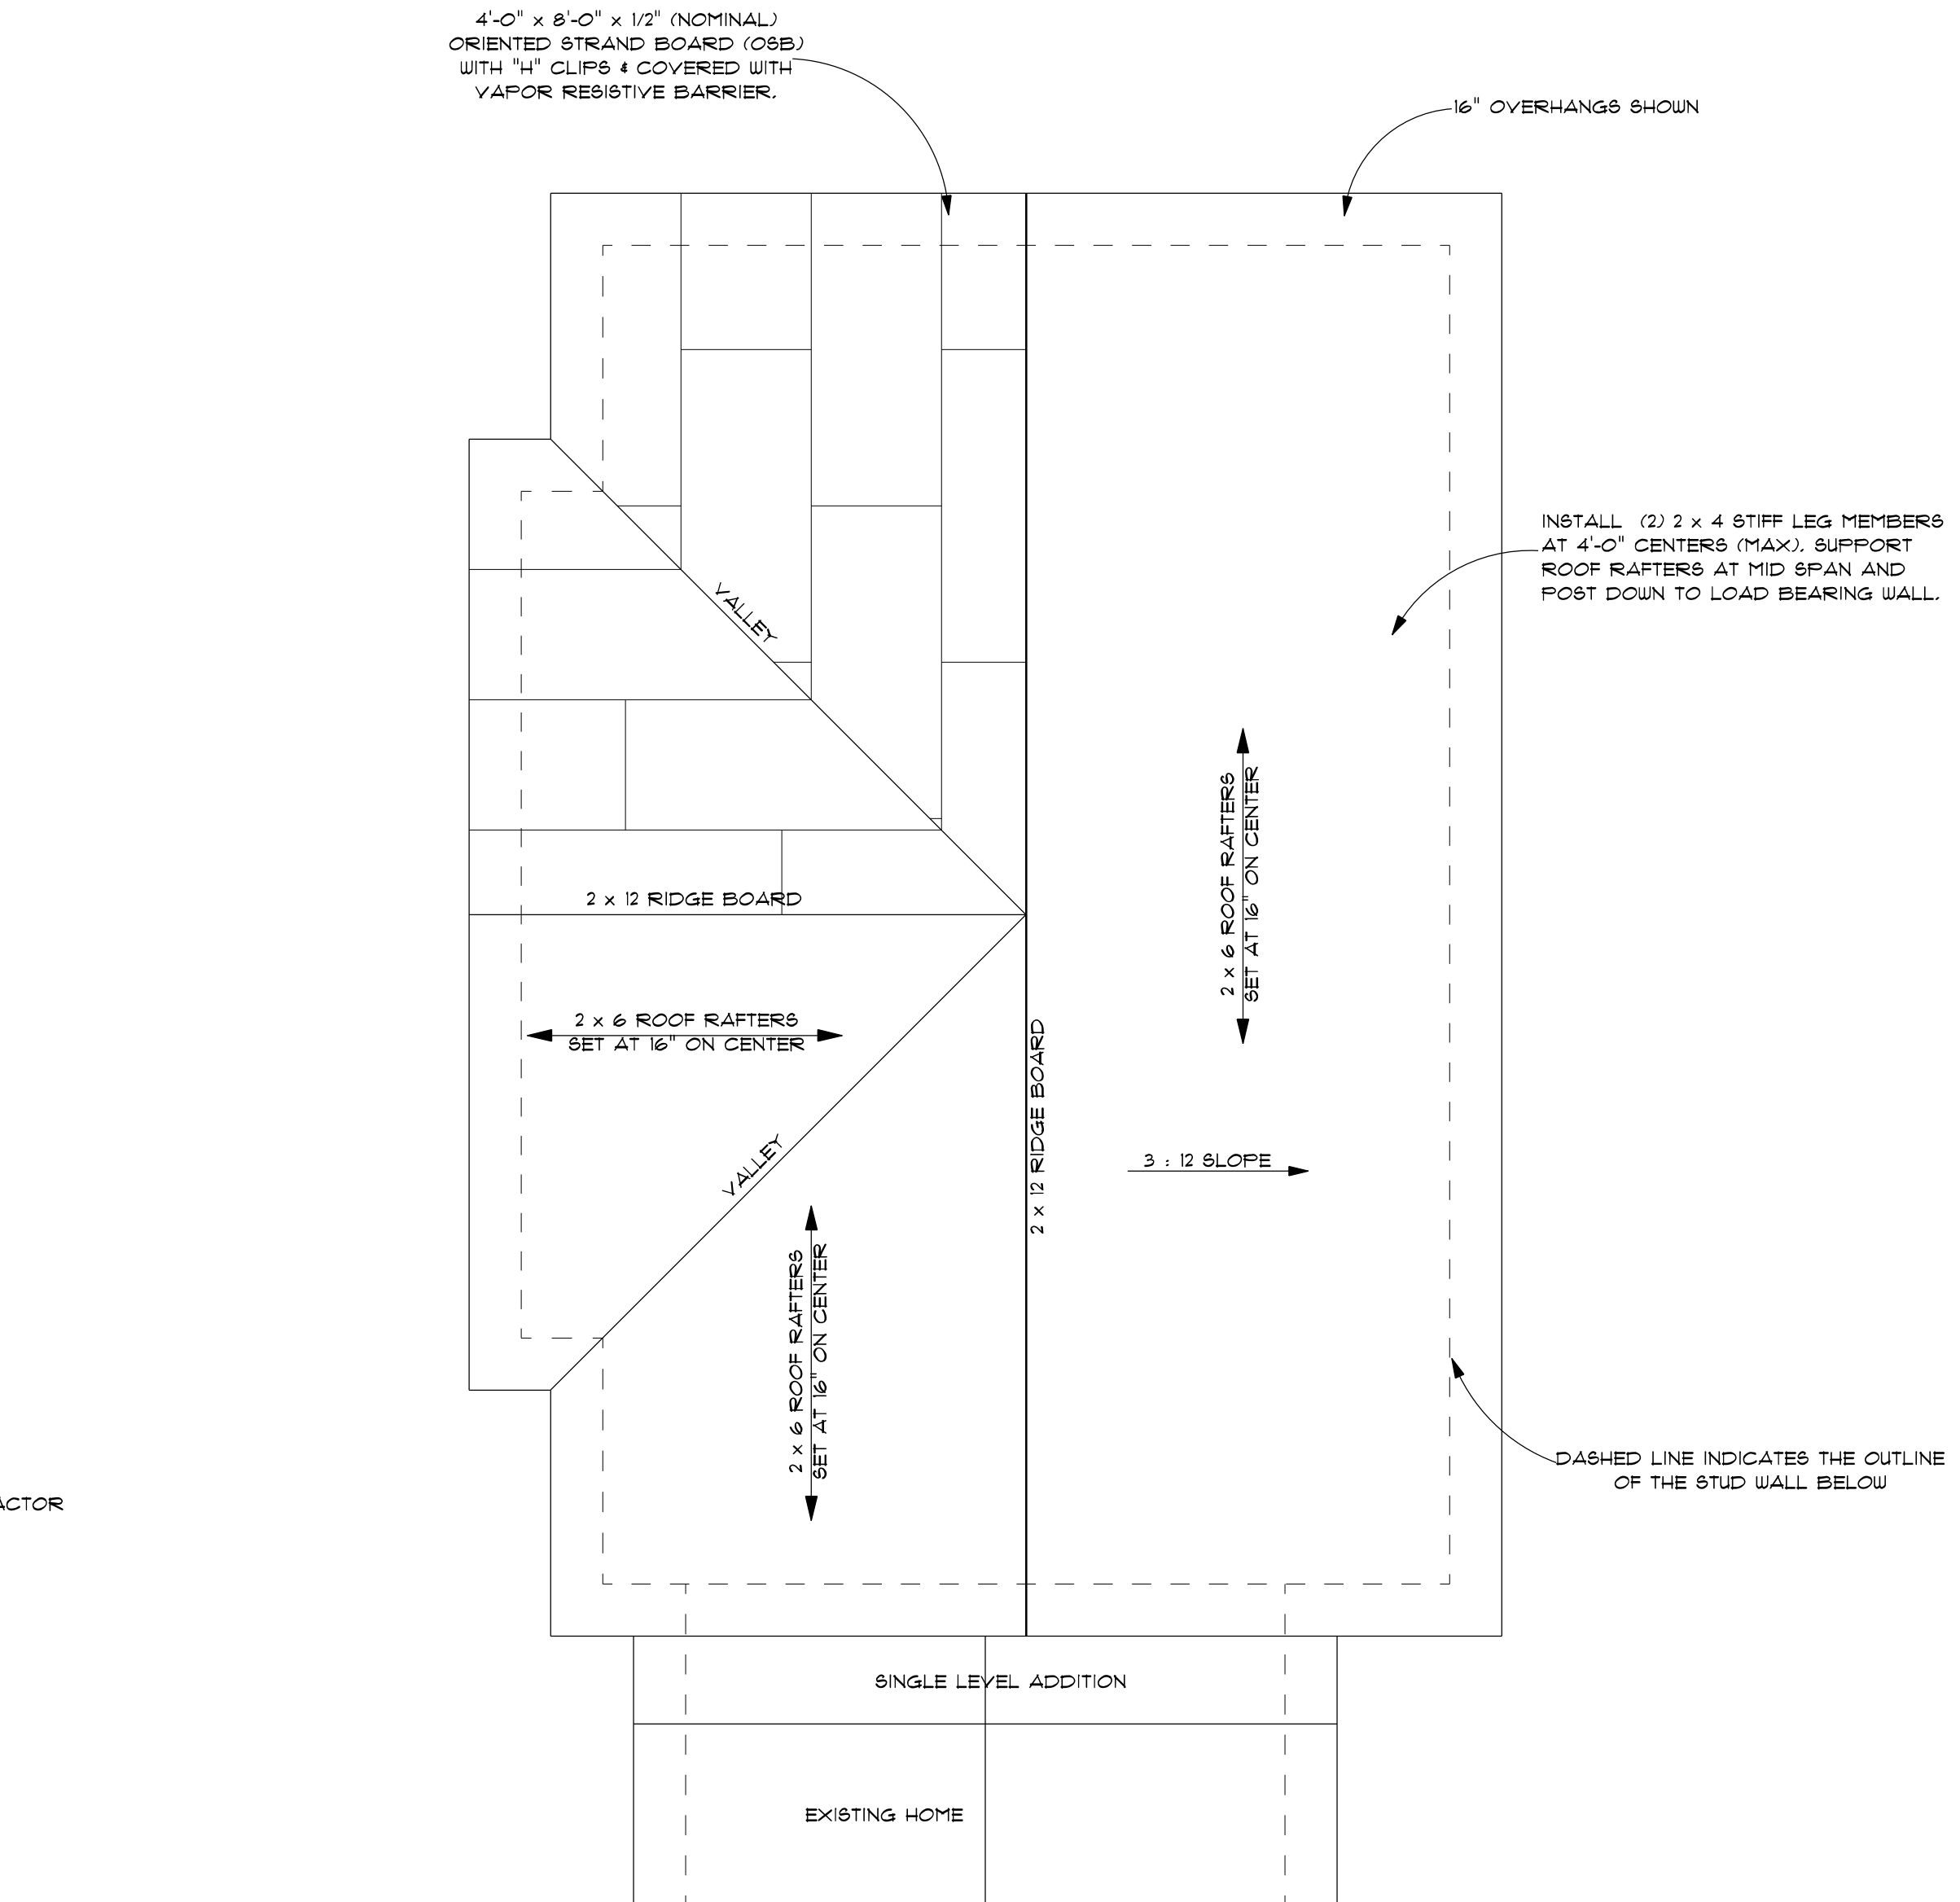 4'-0" x 8'-0" x 1/2" (NOMINAL)
ORIENTED STRAND BOARD (OSB)
WITH "H" CLIPS & COVERED WITH
VAPOR RESISTIVE BARRIER.
16" OVERHANGS SHOWN
INSTALL (2) 2 x 4 STIFF LEG MEMBERS
AT 4'-0" CENTERS (MAX). SUPPORT
ROOF RAFTERS AT MID SPAN AND
POST DOWN TO LOAD BEARING WALL.
VALLEY
2 x 12 RIDGE BOARD
2 x 6 ROOF RAFTERS
SET AT 16" ON CENTER
2 x 6 ROOF RAFTERS
SET AT 16" ON CENTER
2 x 12 RIDGE BOARD
3 : 12 SLOPE
VALLEY
2 x 6 ROOF RAFTERS
SET AT 16" ON CENTER
DASHED LINE INDICATES THE OUTLINE
OF THE STUD WALL BELOW
ACTOR
SINGLE LEVEL ADDITION
EXISTING HOME